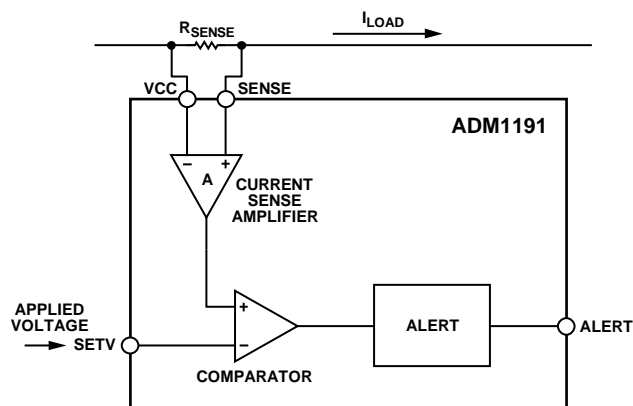 RSENSE
ILOAD
VCC
SENSE
ADM1191
− +
A
CURRENT
SENSE
AMPLIFIER
APPLIED
VOLTAGE
SETV
+
−
COMPARATOR
ALERT
ALERT